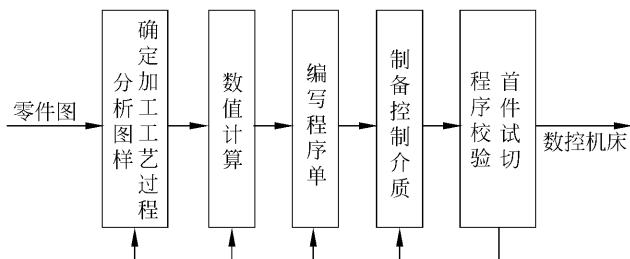 零件图
分析图样
确定加工工艺过程
数值计算
编写程序单
制备控制介质
程序校验
首件试切
数控机床